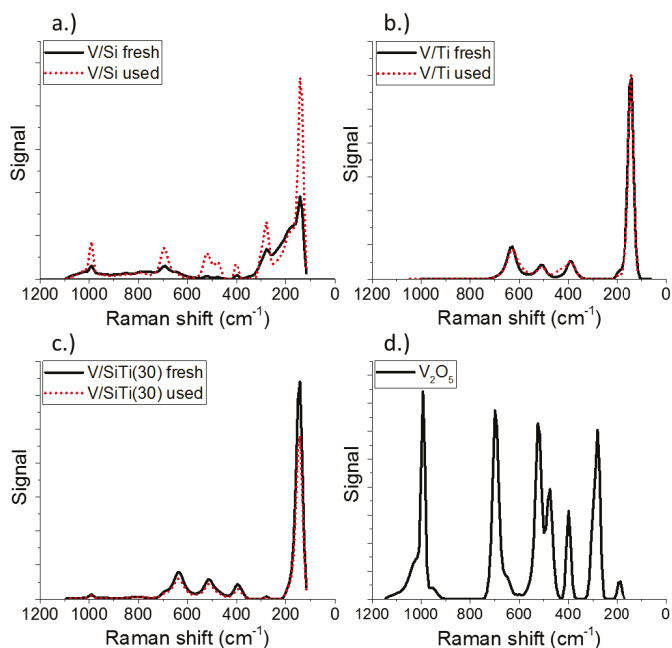 a.)
V/Si fresh
V/Si used
Signal
1200 1000 800 600 400 200 0
Raman shift (cm⁻¹)
b.)
V/Ti fresh
V/Ti used
Signal
1200 1000 800 600 400 200 0
Raman shift (cm⁻¹)
c.)
V/SiTi(30) fresh
V/SiTi(30) used
Signal
1200 1000 800 600 400 200 0
Raman shift (cm⁻¹)
d.)
V₂O₅
Signal
1200 1000 800 600 400 200 0
Raman shift (cm⁻¹)